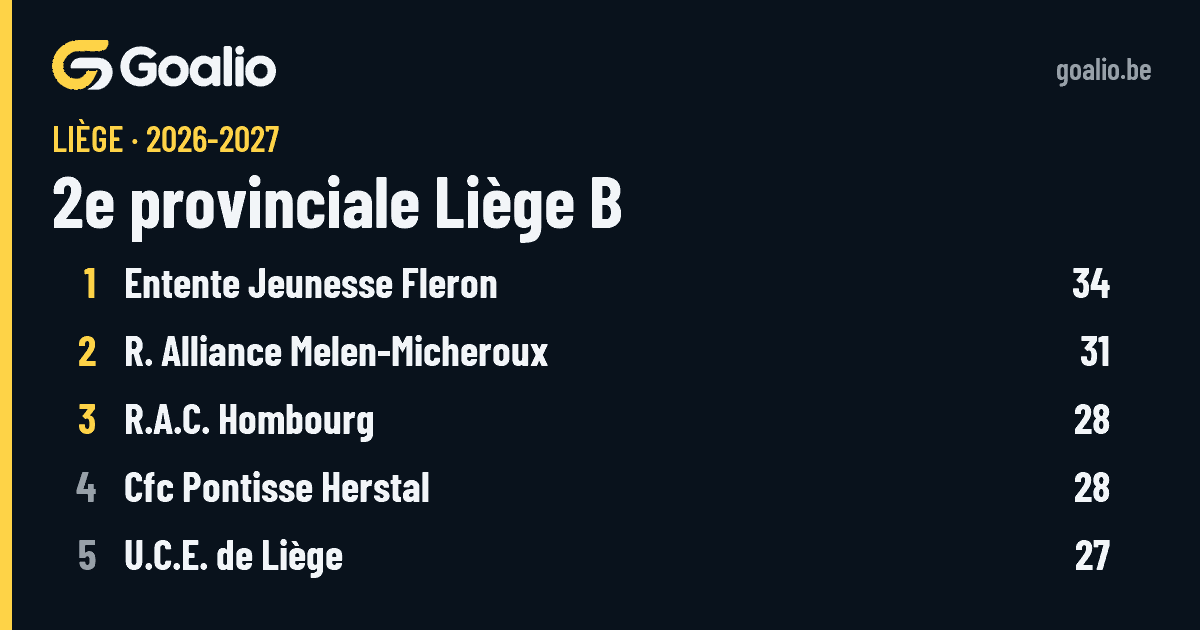 Goalio
goalio.be
LIÈGE · 2026-2027
2e provinciale Liège B
1 Entente Jeunesse Fleron 34
2 R. Alliance Melen-Micheroux 31
3 R.A.C. Hombourg 28
4 Cfc Pontisse Herstal 28
5 U.C.E. de Liège 27